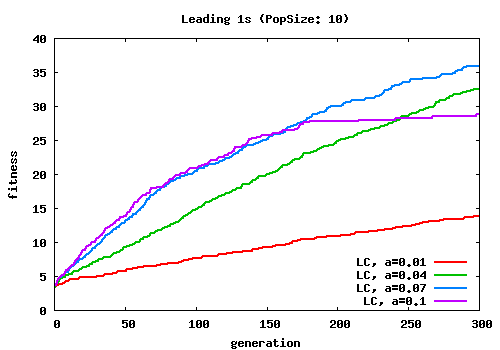 Leading 1s (PopSize: 10)
40
35
30
25
20
15
10
5
0
fitness
LC, a=0.01
LC, a=0.04
LC, a=0.07
LC, a=0.1
0 50 100 150 200 250 300
generation